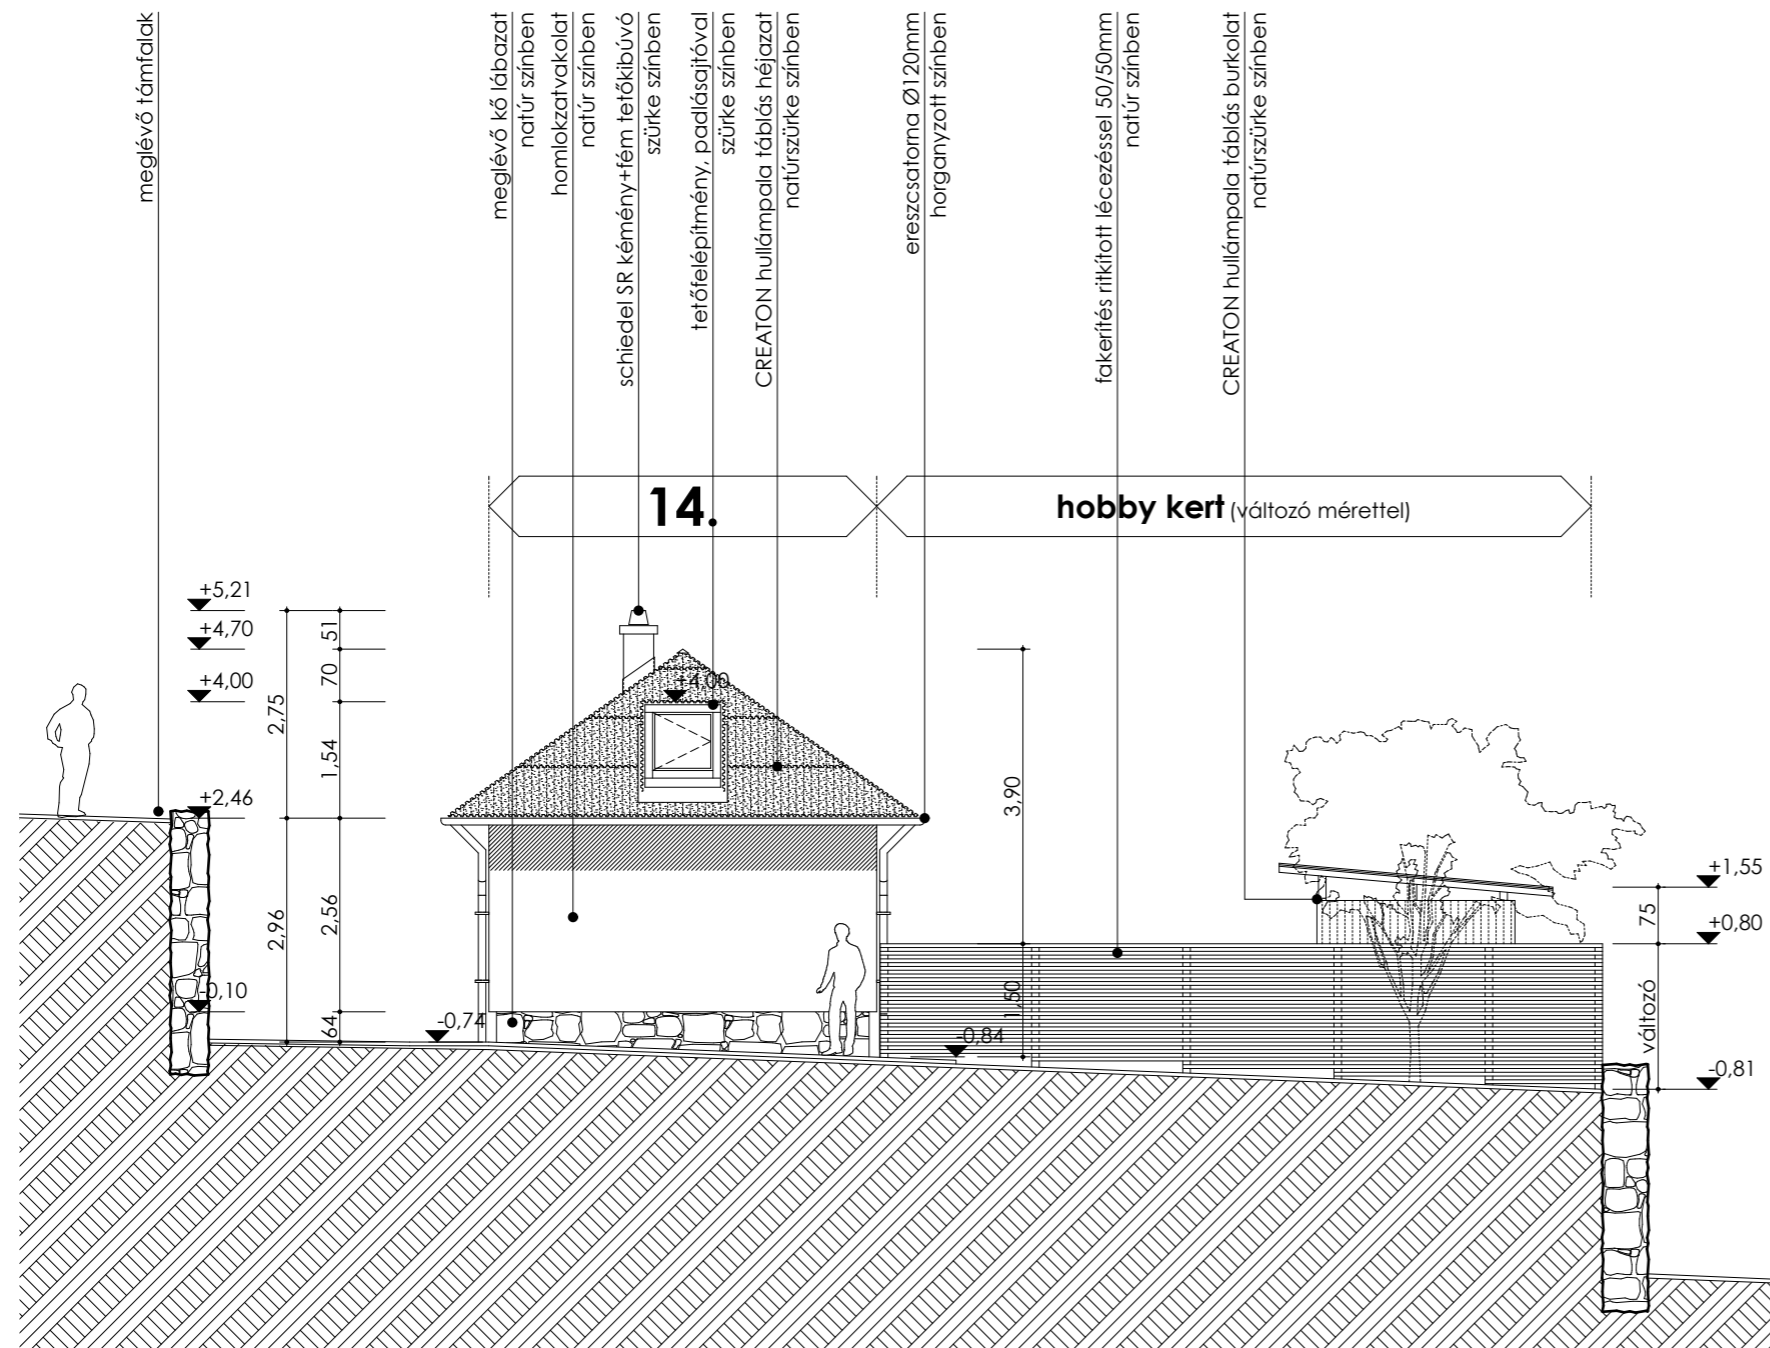 meglévő támfalak
meglévő kő lábazat
natúr színben
homlokzatvakolat
natúr színben
schiedel SR kémény+fém tetőkibúvó
szürke színben
tetőfelépítmény, padlásajtóval
szürke színben
CREATON hullámpala táblás héjazat
natúrszürke színben
ereszcsatorna Ø120mm
horganyzott színben
fakerítés ritkított lécezéssel 50/50mm
natúr színben
CREATON hullámpala táblás burkolat
natúrszürke színben
14.
hobby kert (változó mérettel)
+5,21
+4,70
+4,00
+2,46
-0,10
2,75
2,96
51
70
1,54
2,56
64
-0,74
+4,00
3,90
1,50
-0,84
+1,55
+0,80
-0,81
75
változó